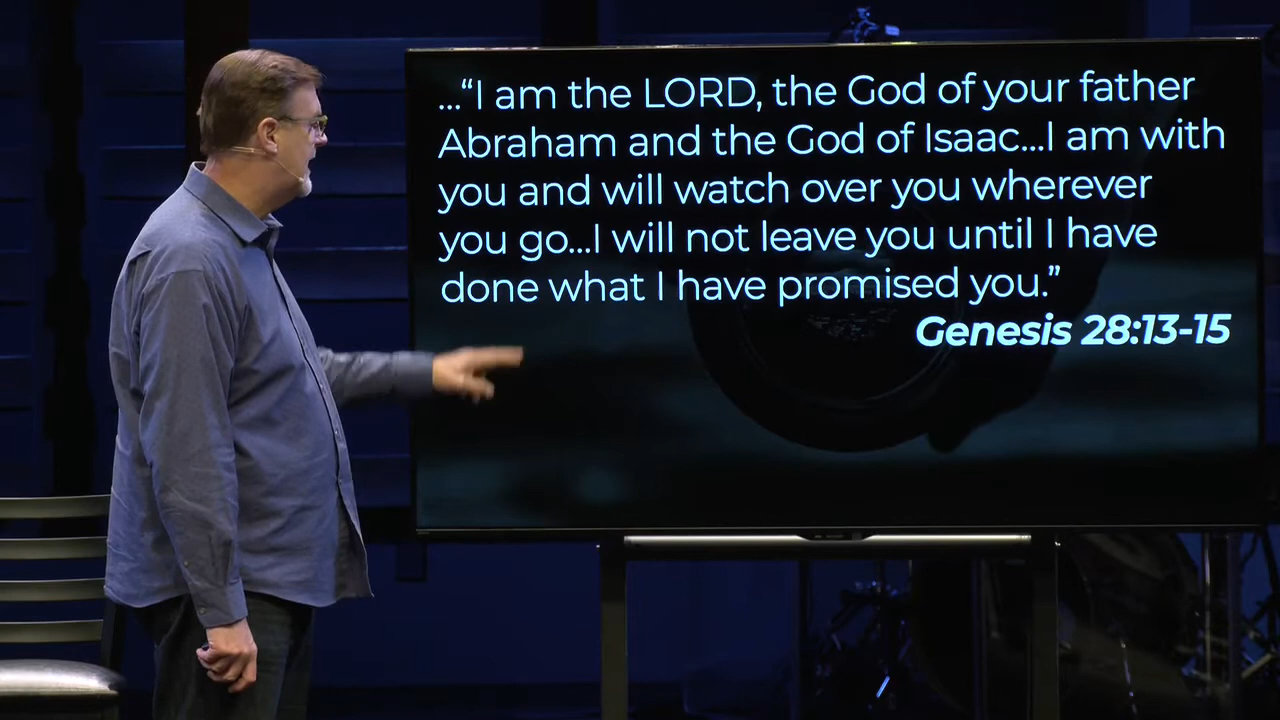 ...“I am the LORD, the God of your father
Abraham and the God of Isaac...I am with
you and will watch over you wherever
you go...I will not leave you until I have
done what I have promised you.”
Genesis 28:13-15